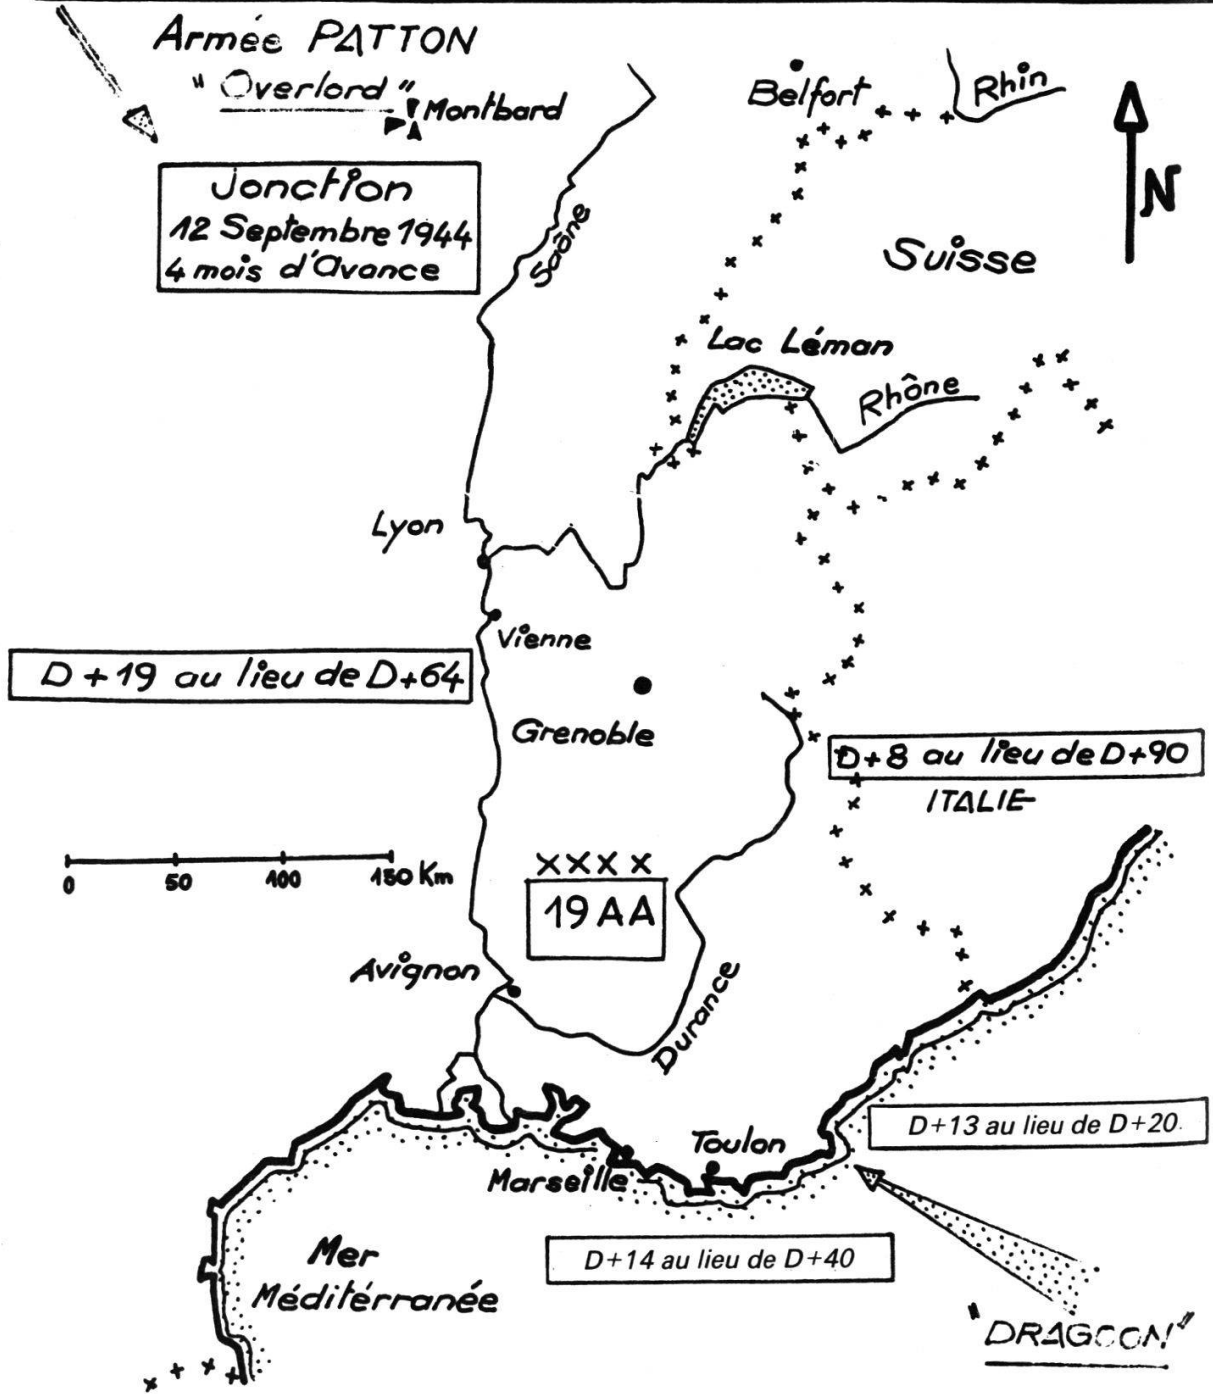 Armée PATTON
"Overlord"
Montbard
Belfort
Rhin
N
Jonction
12 Septembre 1944
4 mois d'Avance
Saône
Suisse
Lac Léman
Rhône
Lyon
Vienne
D+19 au lieu de D+64
Grenoble
D+8 au lieu de D+90
ITALIE
0 50 100 150 Km
XXXX
19 AA
Avignon
Durance
D+13 au lieu de D+20.
Toulon
Marseille
D+14 au lieu de D+40
Mer
Méditérranée
"DRAGOON"